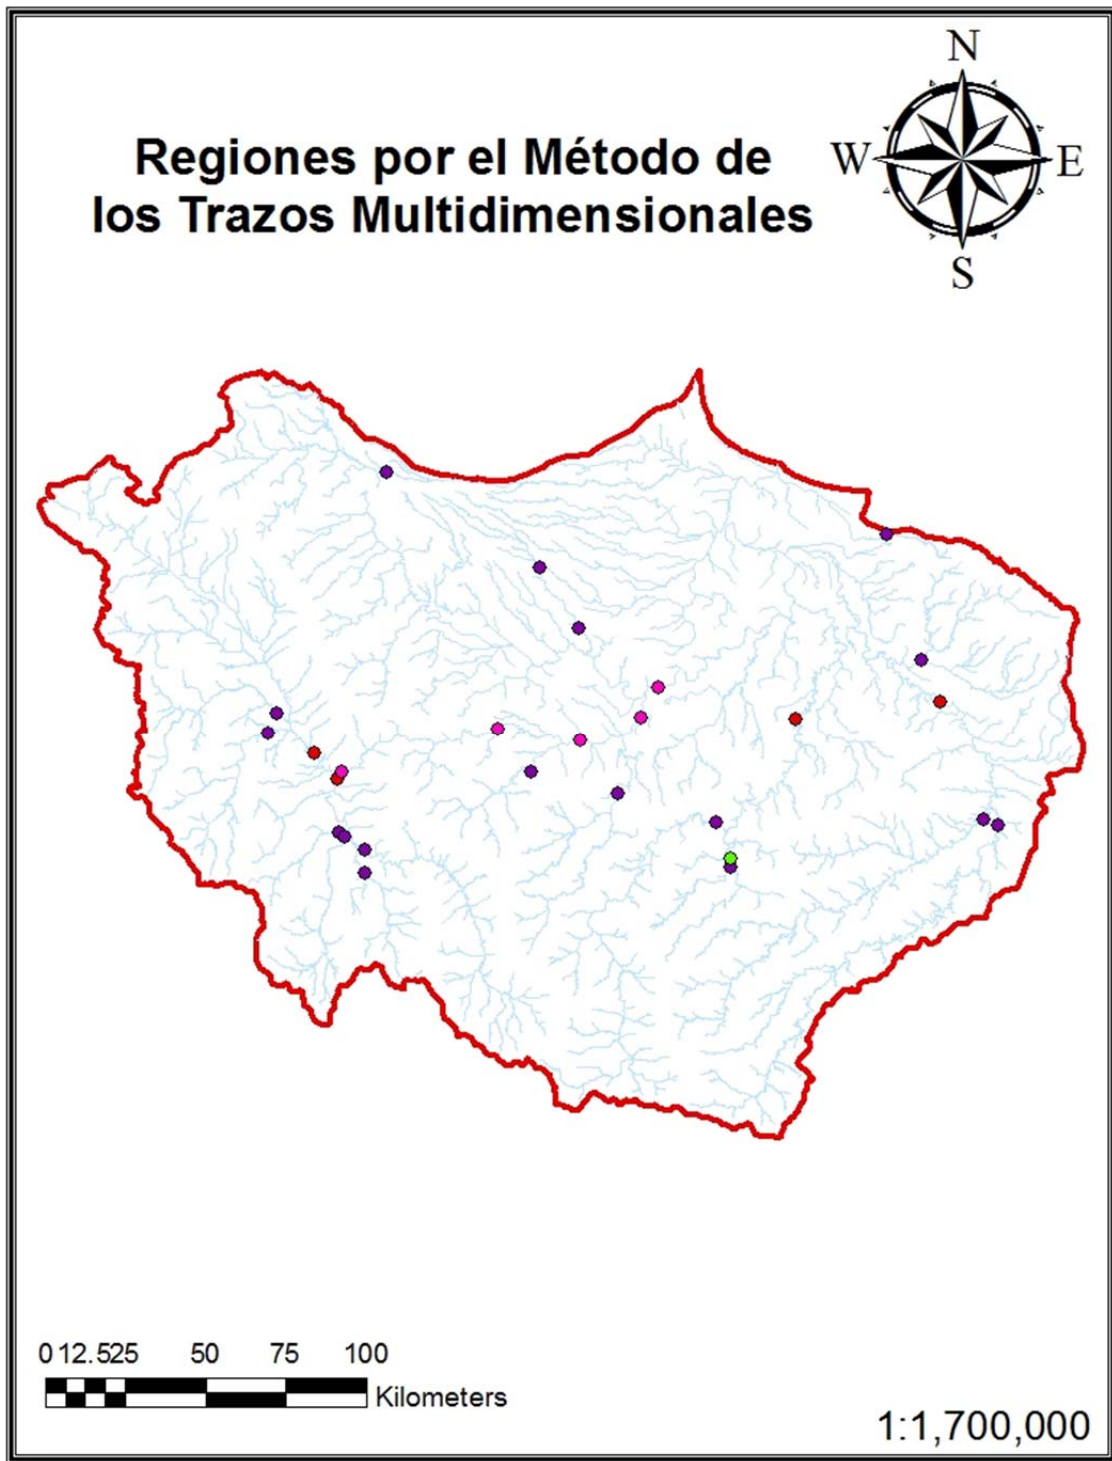 N
Regiones por el Método de
W E
los Trazos Multidimensionales
S
0 12.525 50 75 100
Kilometers
1:1,700,000